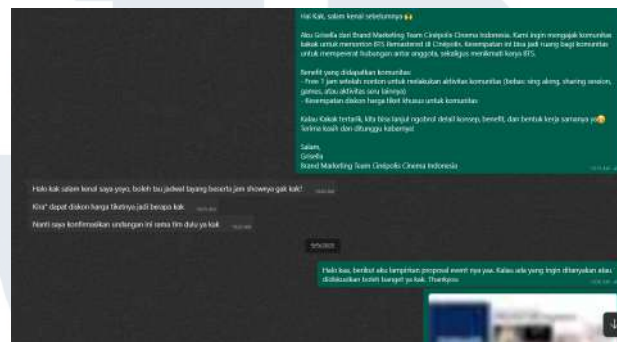 Hai Kak, salam kenal sebelumnya 🙌
Aku Grisella dari Brand Marketing Team Cinépolis Cinema Indonesia. Kami ingin mengajak komunitas
kakak untuk menonton BTS Remastered di Cinépolis. Kesempatan ini bisa jadi ruang bagi komunitas
untuk mempererat hubungan antar anggota, sekaligus menikmati karya BTS.
Benefit yang didapatkan komunitas:
- Free 1 jam setelah nonton untuk melakukan aktivitas komunitas (bebas: sing along, sharing session,
games, atau aktivitas seru lainnya)
- Kesempatan diskon harga tiket khusus untuk komunitas
Kalau Kakak tertarik, kita bisa lanjut ngobrol detail konsep, benefit, dan bentuk kerja samanya ya😊
Terima kasih dan ditunggu kabarnya!
Salam,
Grisella
Brand Marketing Team Cinépolis Cinema Indonesia
Halo kak salam kenal saya yoyo, boleh tau jadwal tayang beserta jam shownya gak kak?
Kira" dapat diskon harga tiketnya jadi berapa kak
Nanti saya konfirmasikan undangan ini sama tim dulu ya kak
Halo kak, berikut aku lampirkan proposal event nya yaa. Kalau ada yang ingin ditanyakan atau
didiskusikan boleh banget ya kak. Thankyou